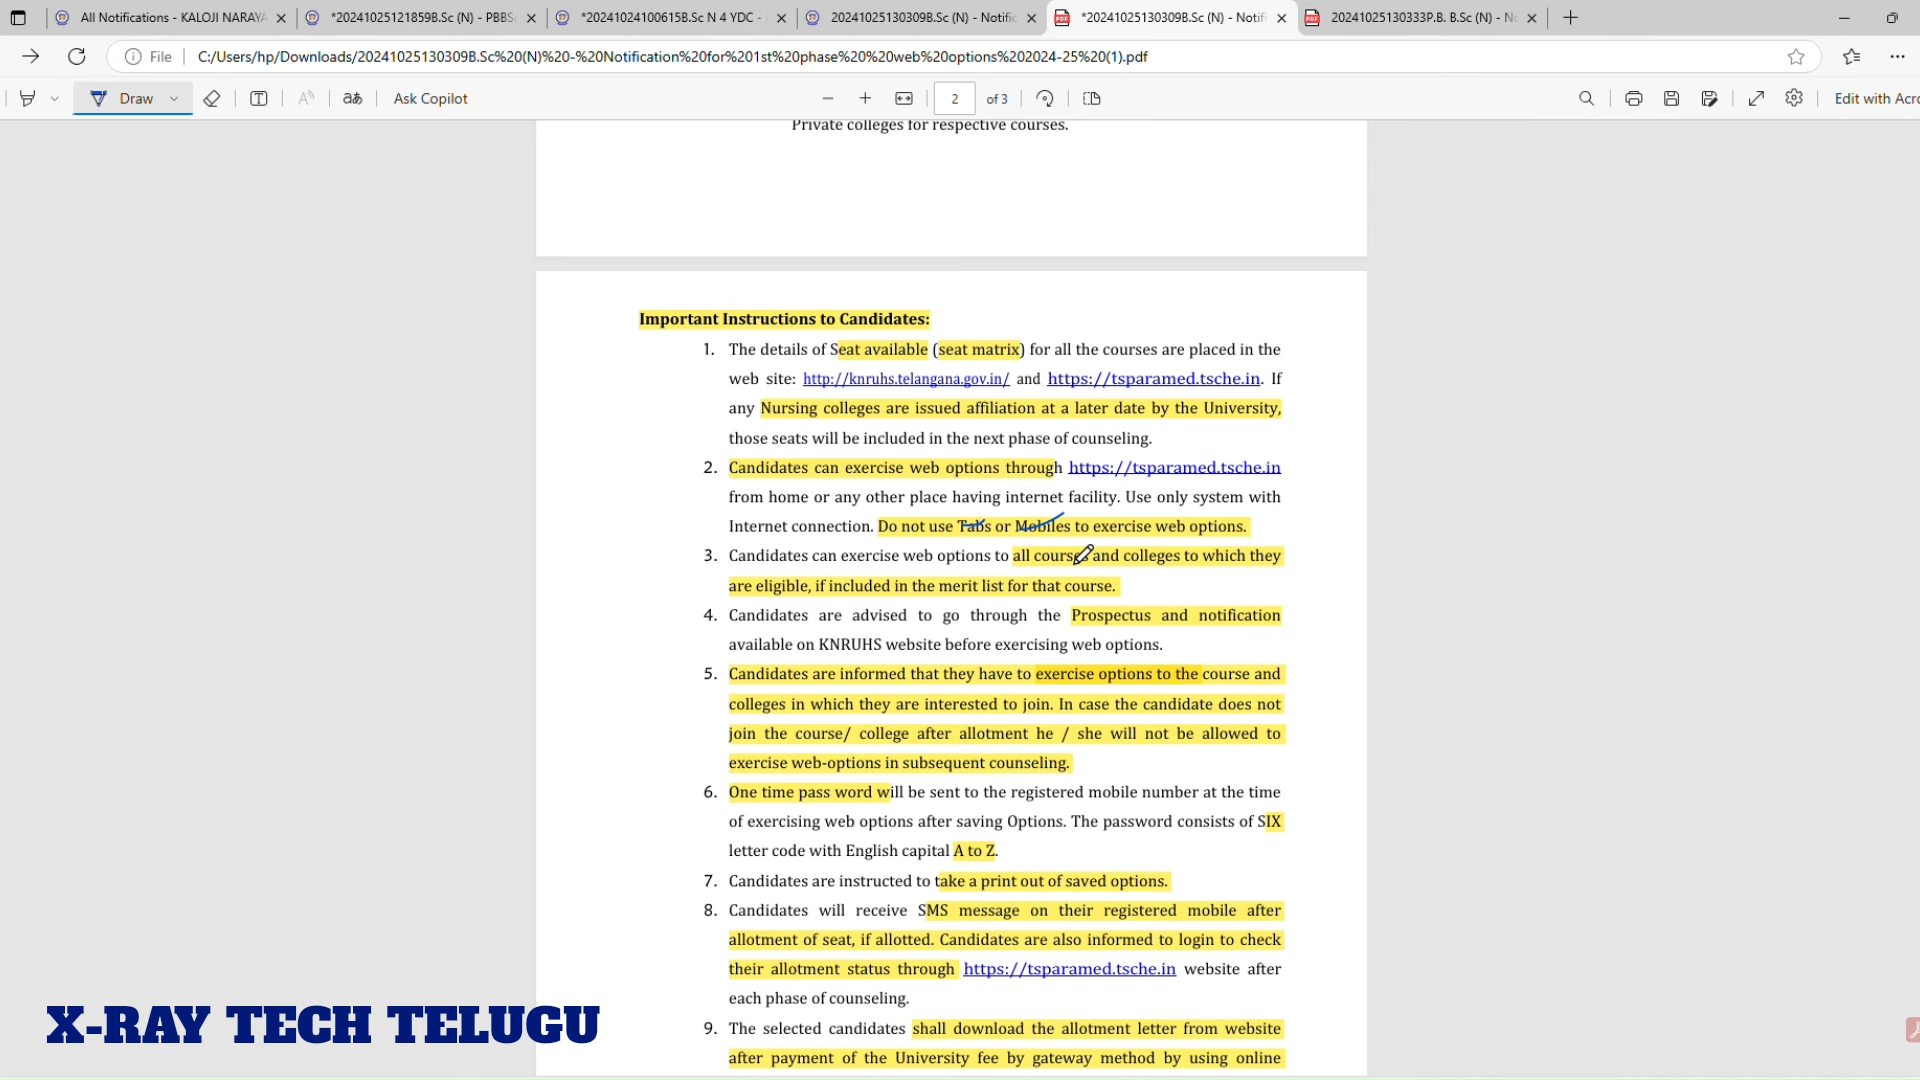 All Notifications - KALOJI NARAYA
*20241025121859B.Sc (N) - PBBS
*20241024100615B.Sc N 4 YDC -
20241025130309B.Sc (N) - Notific
*20241025130309B.Sc (N) - Notifi
20241025130333P.B. B.Sc (N) - No
File
C:/Users/hp/Downloads/20241025130309B.Sc%20(N)%20-%20Notification%20for%201st%20phase%20%20web%20options%202024-25%20(1).pdf
Draw
aあ
Ask Copilot
2
of 3
Edit with Acro
Private colleges for respective courses.
Important Instructions to Candidates:
1. The details of Seat available (seat matrix) for all the courses are placed in the
web site: http://knruhs.telangana.gov.in/ and https://tsparamed.tsche.in. If
any Nursing colleges are issued affiliation at a later date by the University,
those seats will be included in the next phase of counseling.
2. Candidates can exercise web options through https://tsparamed.tsche.in
from home or any other place having internet facility. Use only system with
Internet connection. Do not use Tabs or Mobiles to exercise web options.
3. Candidates can exercise web options to all courses and colleges to which they
are eligible, if included in the merit list for that course.
4. Candidates are advised to go through the Prospectus and notification
available on KNRUHS website before exercising web options.
5. Candidates are informed that they have to exercise options to the course and
colleges in which they are interested to join. In case the candidate does not
join the course/ college after allotment he / she will not be allowed to
exercise web-options in subsequent counseling.
6. One time pass word will be sent to the registered mobile number at the time
of exercising web options after saving Options. The password consists of SIX
letter code with English capital A to Z.
7. Candidates are instructed to take a print out of saved options.
8. Candidates will receive SMS message on their registered mobile after
allotment of seat, if allotted. Candidates are also informed to login to check
their allotment status through https://tsparamed.tsche.in website after
each phase of counseling.
9. The selected candidates shall download the allotment letter from website
after payment of the University fee by gateway method by using online
X-RAY TECH TELUGU